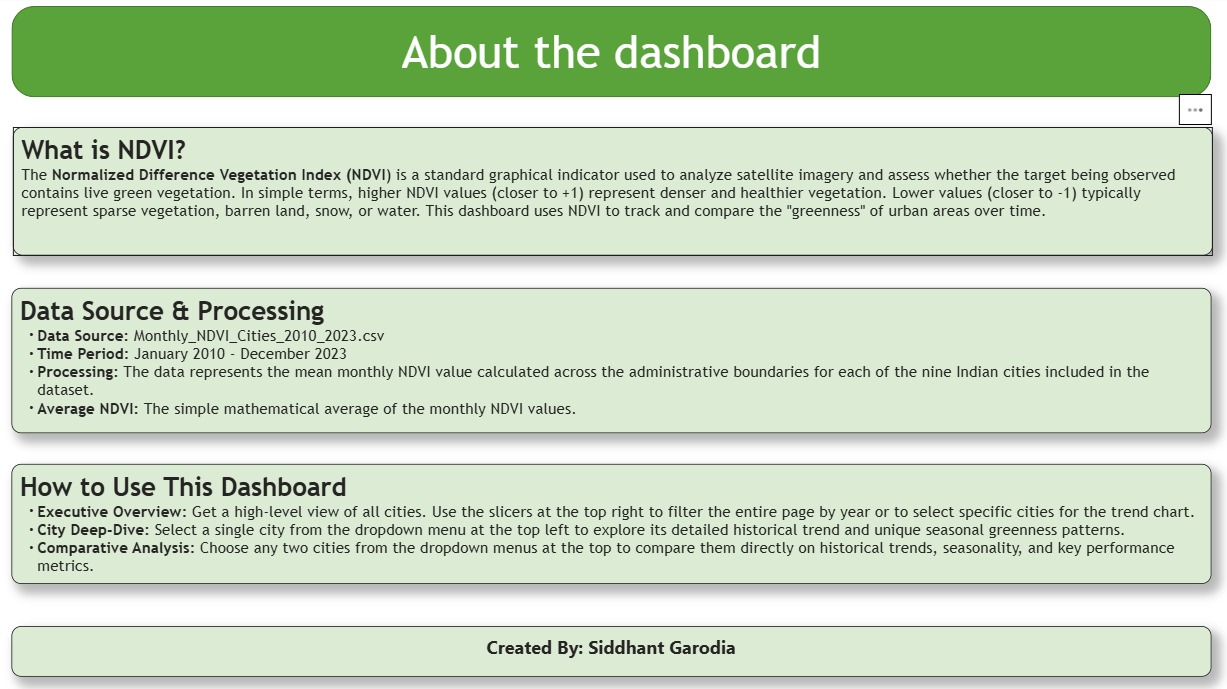 About the dashboard
What is NDVI?
The Normalized Difference Vegetation Index (NDVI) is a standard graphical indicator used to analyze satellite imagery and assess whether the target being observed
contains live green vegetation. In simple terms, higher NDVI values (closer to +1) represent denser and healthier vegetation. Lower values (closer to -1) typically
represent sparse vegetation, barren land, snow, or water. This dashboard uses NDVI to track and compare the "greenness" of urban areas over time.
Data Source & Processing
• Data Source: Monthly_NDVI_Cities_2010_2023.csv
• Time Period: January 2010 - December 2023
• Processing: The data represents the mean monthly NDVI value calculated across the administrative boundaries for each of the nine Indian cities included in the
dataset.
• Average NDVI: The simple mathematical average of the monthly NDVI values.
How to Use This Dashboard
• Executive Overview: Get a high-level view of all cities. Use the slicers at the top right to filter the entire page by year or to select specific cities for the trend chart.
• City Deep-Dive: Select a single city from the dropdown menu at the top left to explore its detailed historical trend and unique seasonal greenness patterns.
• Comparative Analysis: Choose any two cities from the dropdown menus at the top to compare them directly on historical trends, seasonality, and key performance
metrics.
Created By: Siddhant Garodia